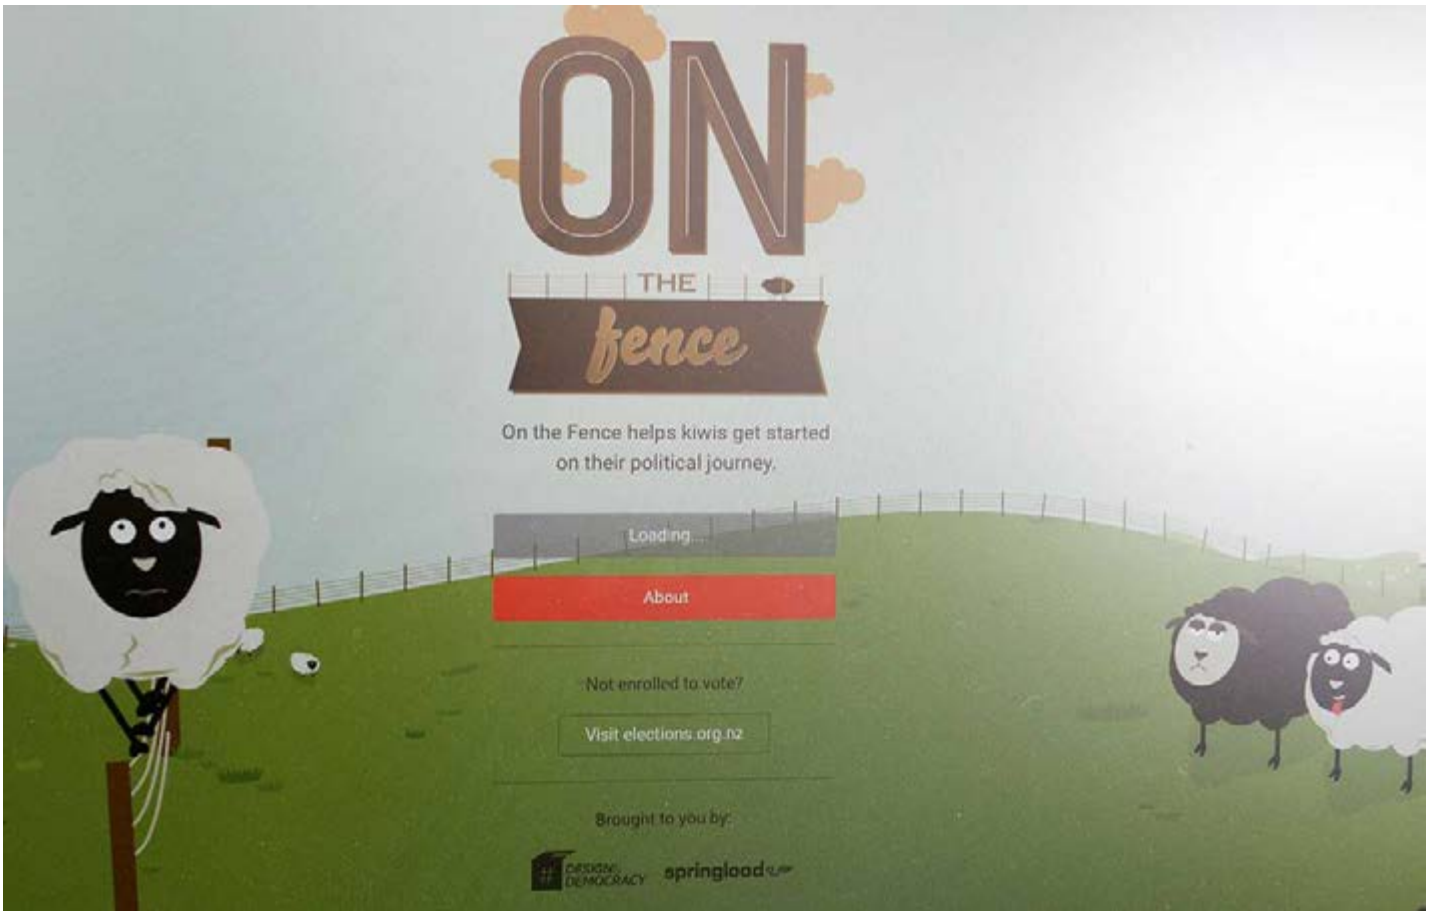 ON
THE
fence
On the Fence helps kiwis get started
on their political journey.
Loading...
About
Not enrolled to vote?
Visit elections.org.nz
Brought to you by:
# DESIGN+
DEMOCRACY
springload